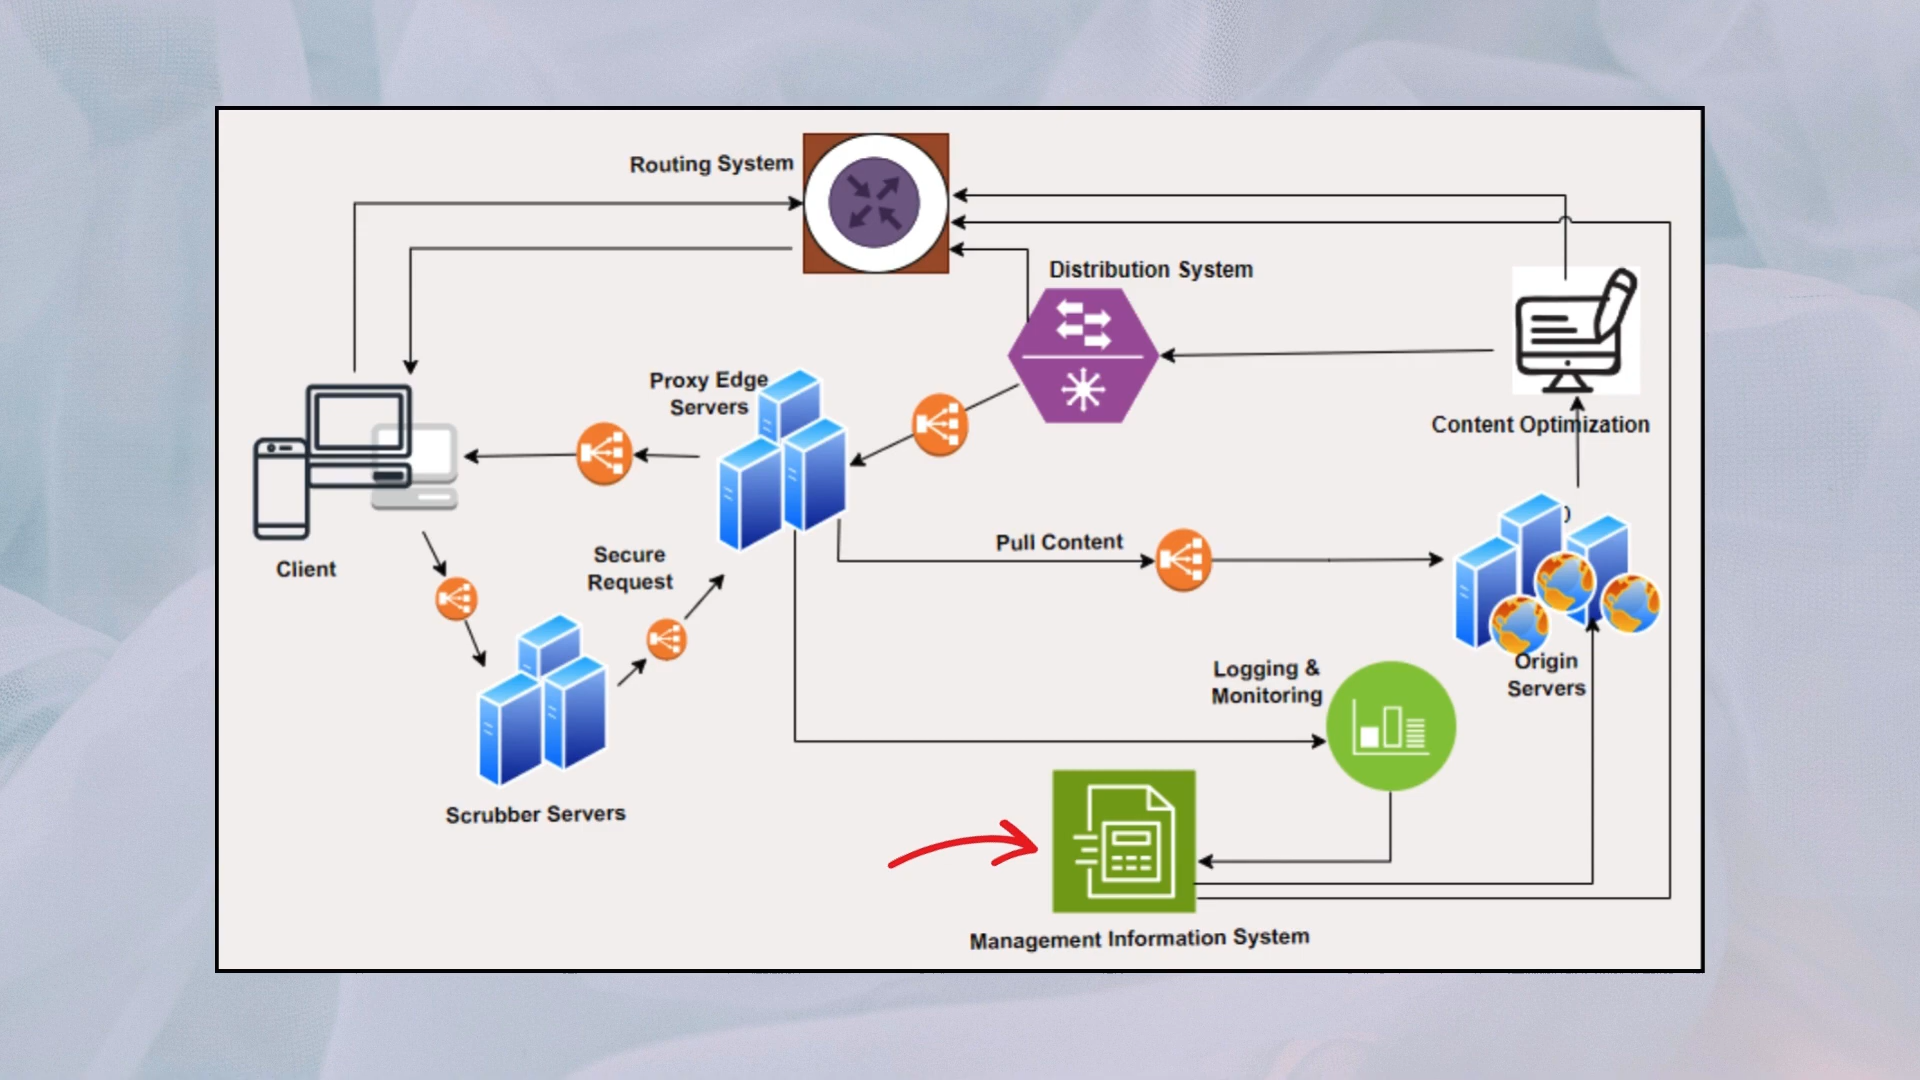 Routing System
Distribution System
Proxy Edge
Servers
Content Optimization
)
Pull Content
Secure
Request
Client
Origin
Servers
Logging &
Monitoring
Scrubber Servers
Management Information System